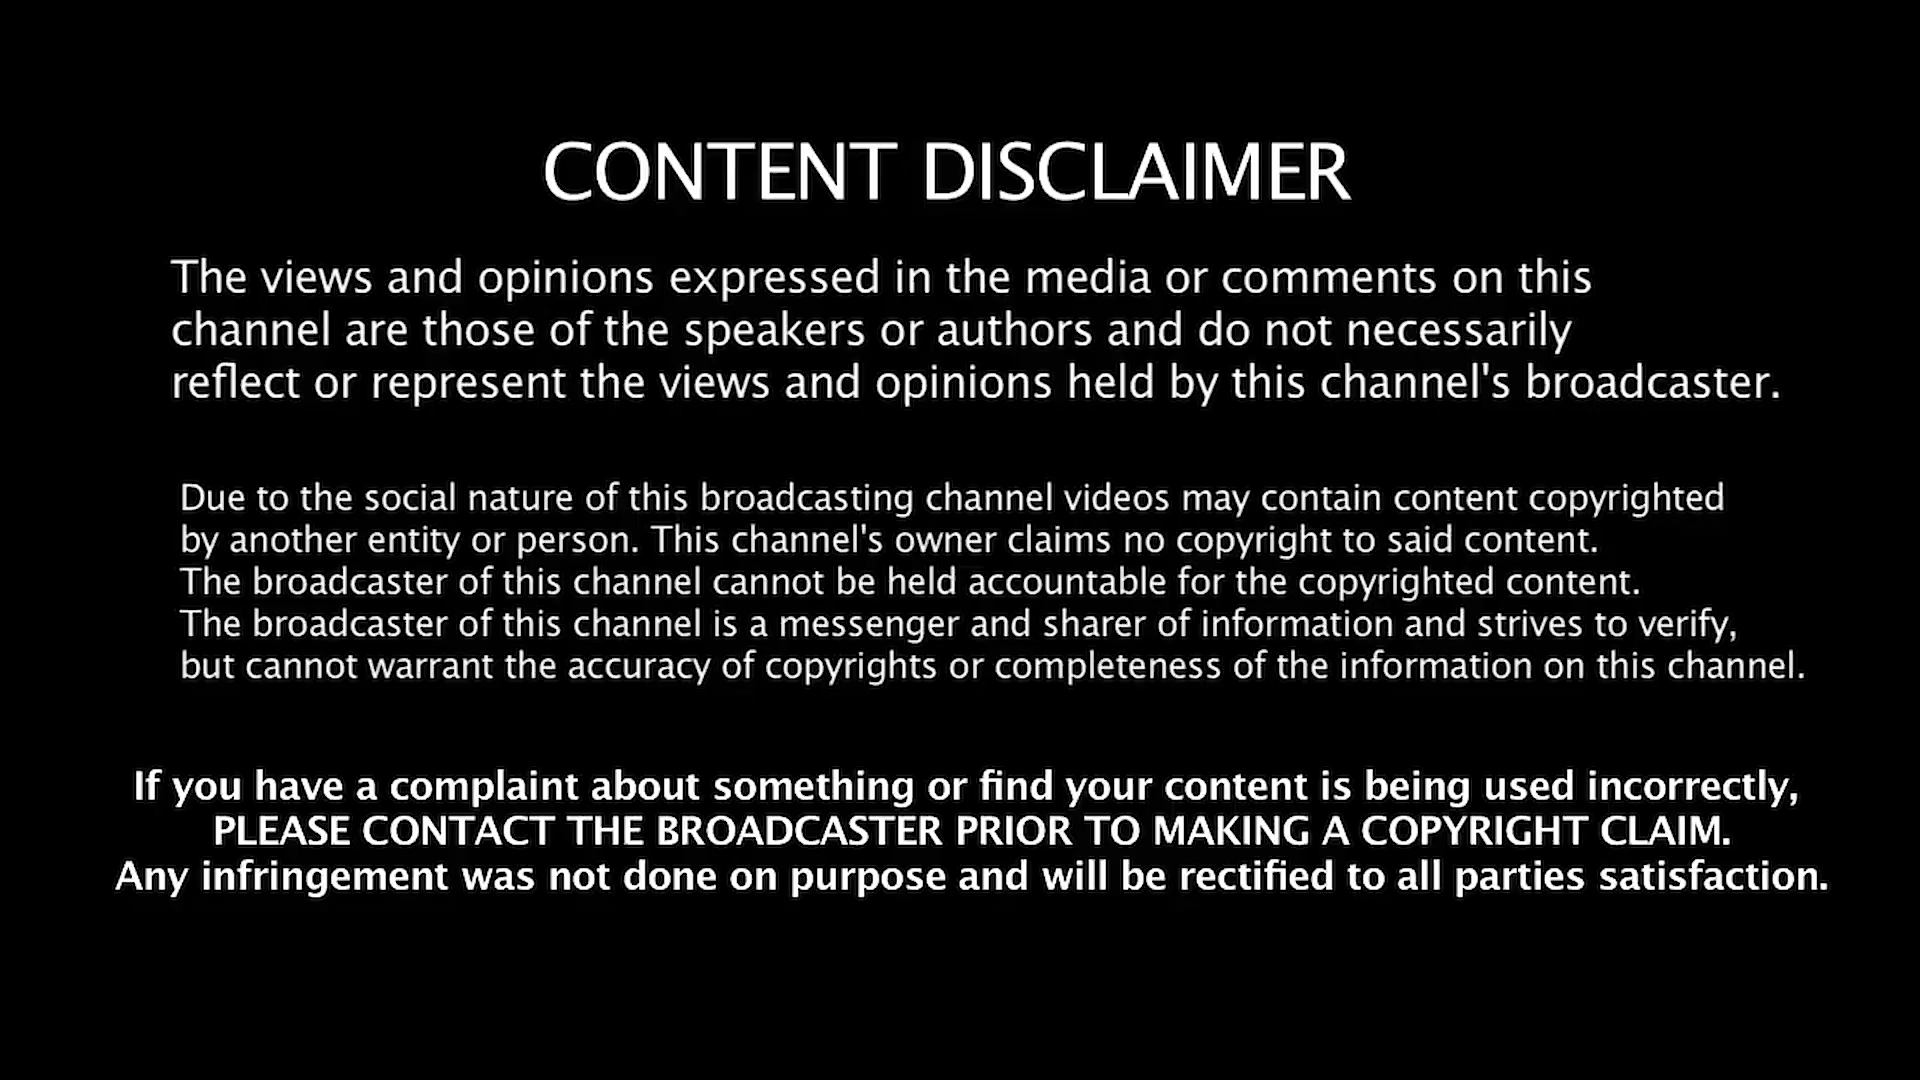 CONTENT DISCLAIMER
The views and opinions expressed in the media or comments on this
channel are those of the speakers or authors and do not necessarily
reflect or represent the views and opinions held by this channel's broadcaster.
Due to the social nature of this broadcasting channel videos may contain content copyrighted
by another entity or person. This channel's owner claims no copyright to said content.
The broadcaster of this channel cannot be held accountable for the copyrighted content.
The broadcaster of this channel is a messenger and sharer of information and strives to verify,
but cannot warrant the accuracy of copyrights or completeness of the information on this channel.
If you have a complaint about something or find your content is being used incorrectly,
PLEASE CONTACT THE BROADCASTER PRIOR TO MAKING A COPYRIGHT CLAIM.
Any infringement was not done on purpose and will be rectified to all parties satisfaction.